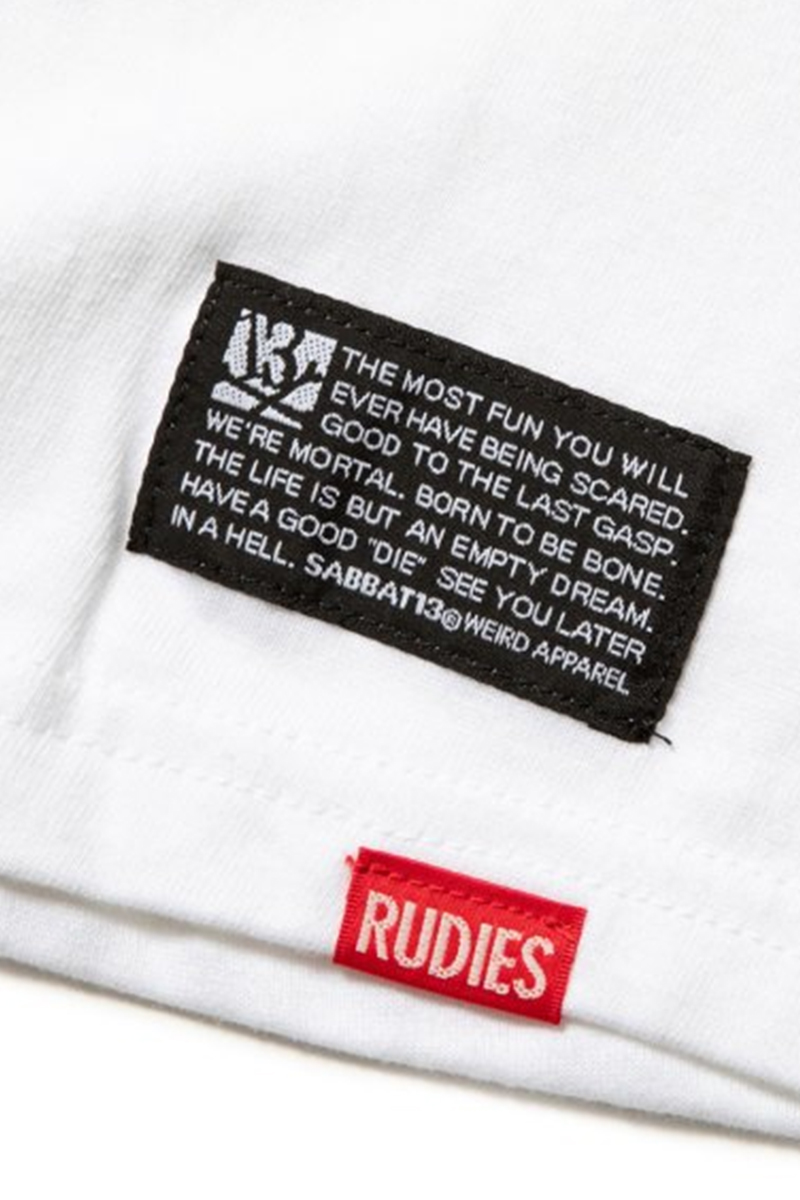 THE MOST FUN YOU WILL
EVER HAVE BEING SCARED.
GOOD TO THE LAST GASP.
WE'RE MORTAL. BORN TO BE BONE.
THE LIFE IS BUT AN EMPTY DREAM.
HAVE A GOOD "DIE" SEE YOU LATER
IN A HELL. SABBAT13® WEIRD APPAREL
RUDIES